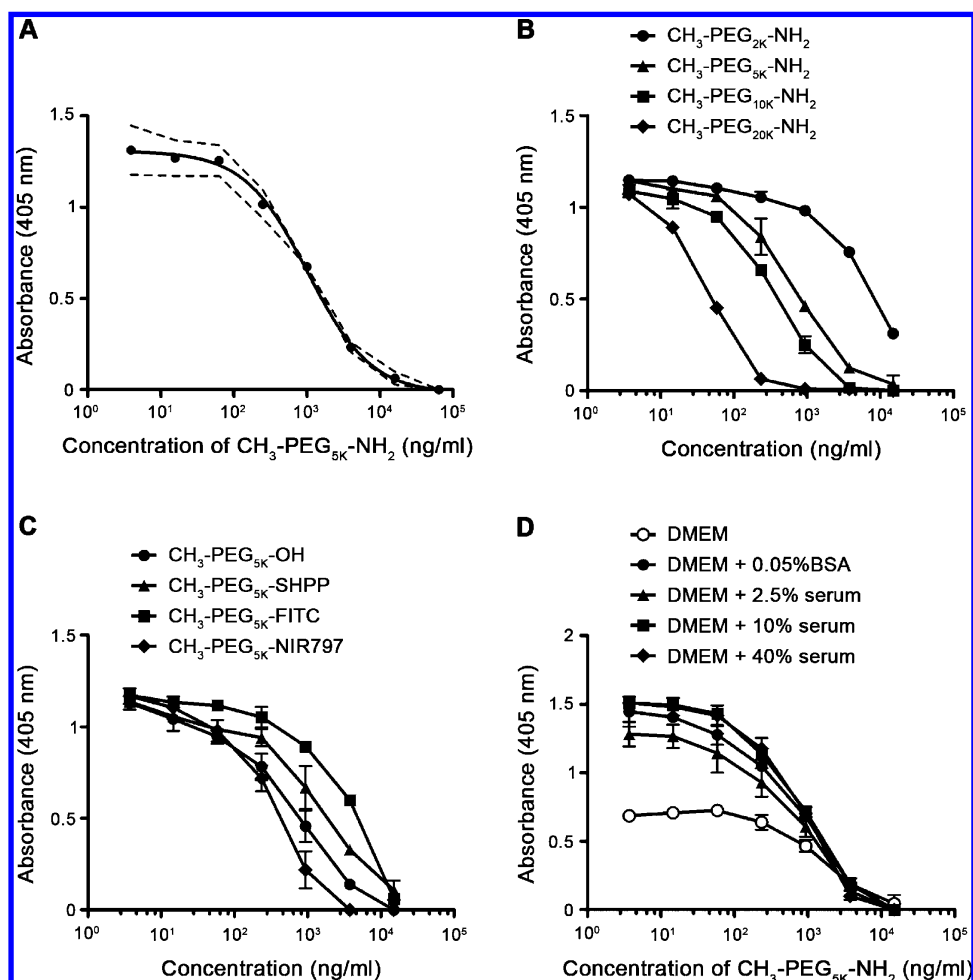 A
Absorbance (405 nm)
1.5
1
0.5
0
10⁰ 10¹ 10² 10³ 10⁴ 10⁵
Concentration of CH₃-PEG₅ₖ-NH₂ (ng/ml)
B
CH₃-PEG₂ₖ-NH₂
CH₃-PEG₅ₖ-NH₂
CH₃-PEG₁₀ₖ-NH₂
CH₃-PEG₂₀ₖ-NH₂
Absorbance (405 nm)
1.5
1
0.5
0
10⁰ 10¹ 10² 10³ 10⁴ 10⁵
Concentration (ng/ml)
C
CH₃-PEG₅ₖ-OH
CH₃-PEG₅ₖ-SHPP
CH₃-PEG₅ₖ-FITC
CH₃-PEG₅ₖ-NIR797
Absorbance (405 nm)
1.5
1
0.5
0
10⁰ 10¹ 10² 10³ 10⁴ 10⁵
Concentration (ng/ml)
D
DMEM
DMEM + 0.05%BSA
DMEM + 2.5% serum
DMEM + 10% serum
DMEM + 40% serum
Absorbance (405 nm)
2
1.5
1
0.5
0
10⁰ 10¹ 10² 10³ 10⁴ 10⁵
Concentration of CH₃-PEG₅ₖ-NH₂ (ng/ml)